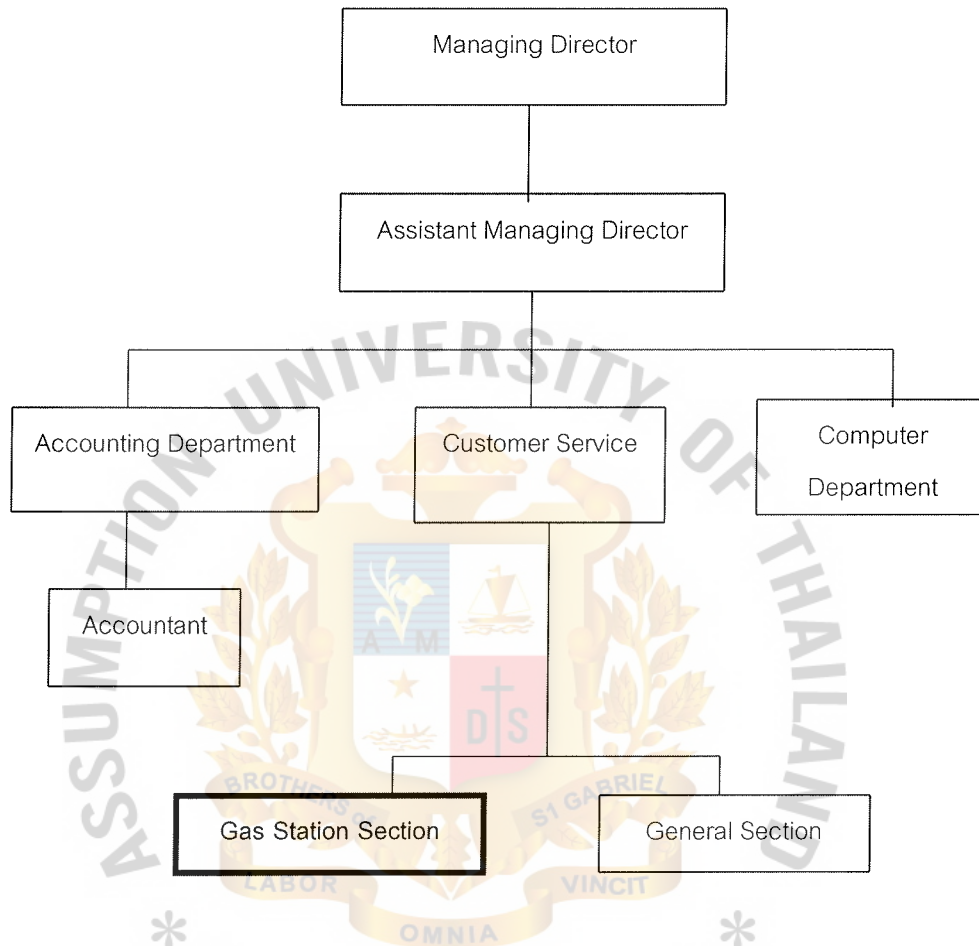 Managing Director
Assistant Managing Director
ASSUMPTION UNIVERSITY OF THAILAND
Accounting Department
Customer Service
Computer
Department
Accountant
A M
D S
BROTHERS of
S1 GABRIEL
Gas Station Section
General Section
LABOR
VINCIT
OMNIA
* *